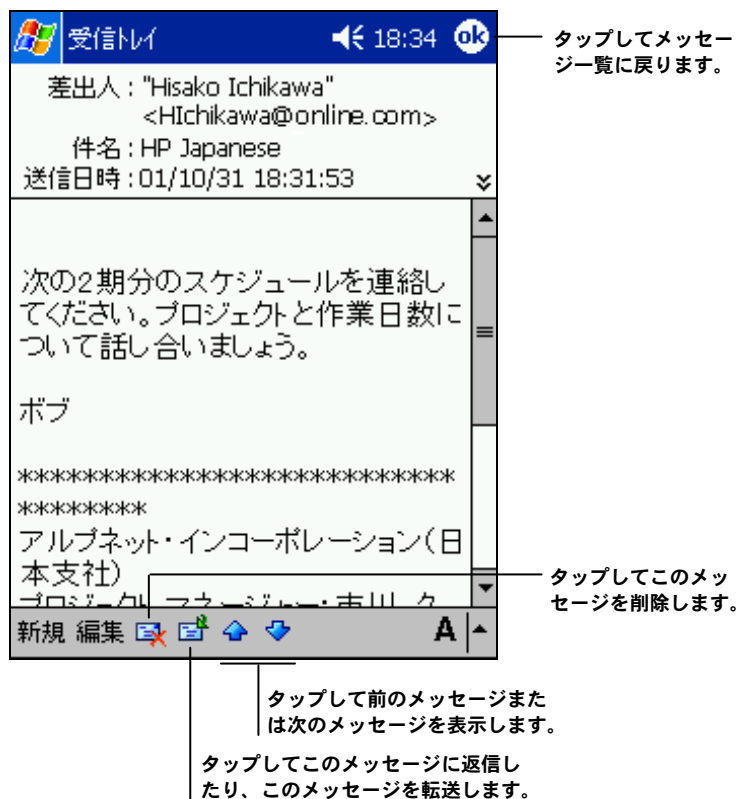 受信トレイ 18:34 ok
タップしてメッセー
ジ一覧に戻ります。
差出人 : "Hisako Ichikawa"
<HIchikawa@online.com>
件名 : HP Japanese
送信日時 : 01/10/31 18:31:53
次の2期分のスケジュールを連絡し
てください。プロジェクトと作業日数に
ついて話し合いましょう。
ボブ
***************************
********
アルプネット・インコーポレーション(日
本支社)
タップしてこのメッ
セージを削除します。
新規 編集 A
タップして前のメッセージまた
は次のメッセージを表示します。
タップしてこのメッセージに返信し
たり、このメッセージを転送します。